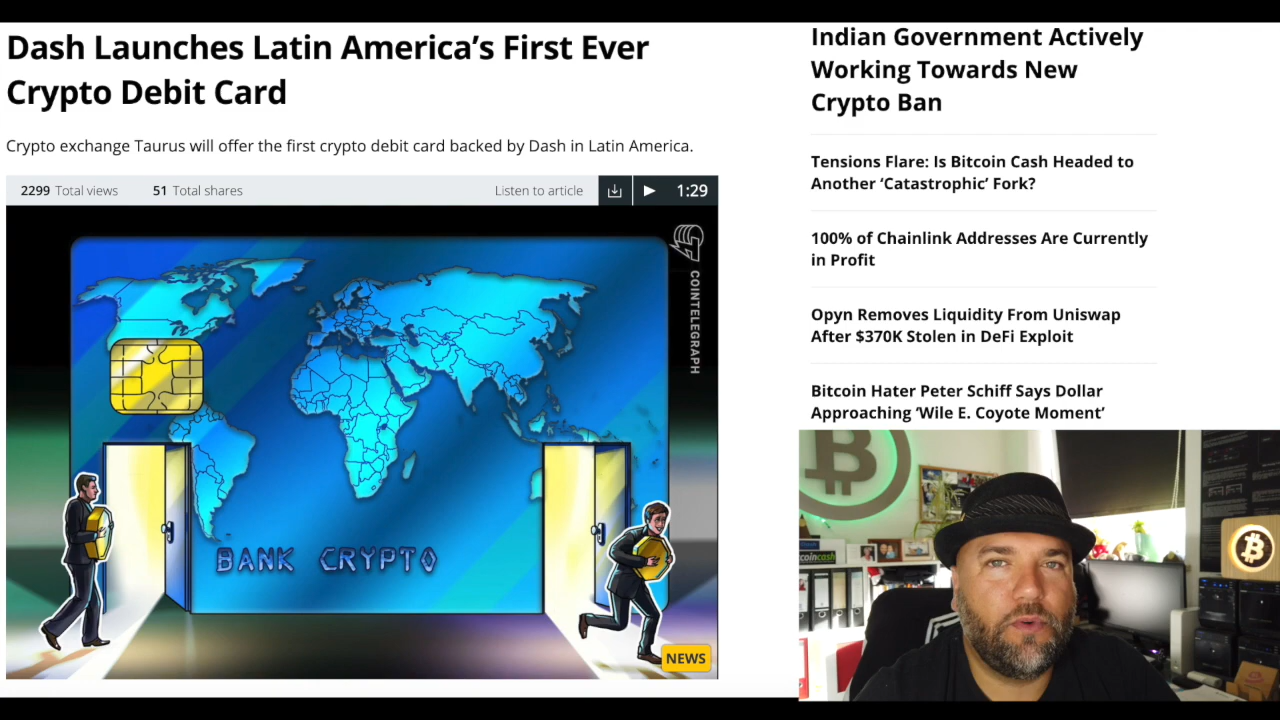 Dash Launches Latin America’s First Ever
Crypto Debit Card
Crypto exchange Taurus will offer the first crypto debit card backed by Dash in Latin America.
2299 Total views
51 Total shares
Listen to article
1:29
COINTELEGRAPH
BANK CRYPTO
NEWS
Indian Government Actively
Working Towards New
Crypto Ban
Tensions Flare: Is Bitcoin Cash Headed to
Another ‘Catastrophic’ Fork?
100% of Chainlink Addresses Are Currently
in Profit
Opyn Removes Liquidity From Uniswap
After $370K Stolen in DeFi Exploit
Bitcoin Hater Peter Schiff Says Dollar
Approaching ‘Wile E. Coyote Moment’